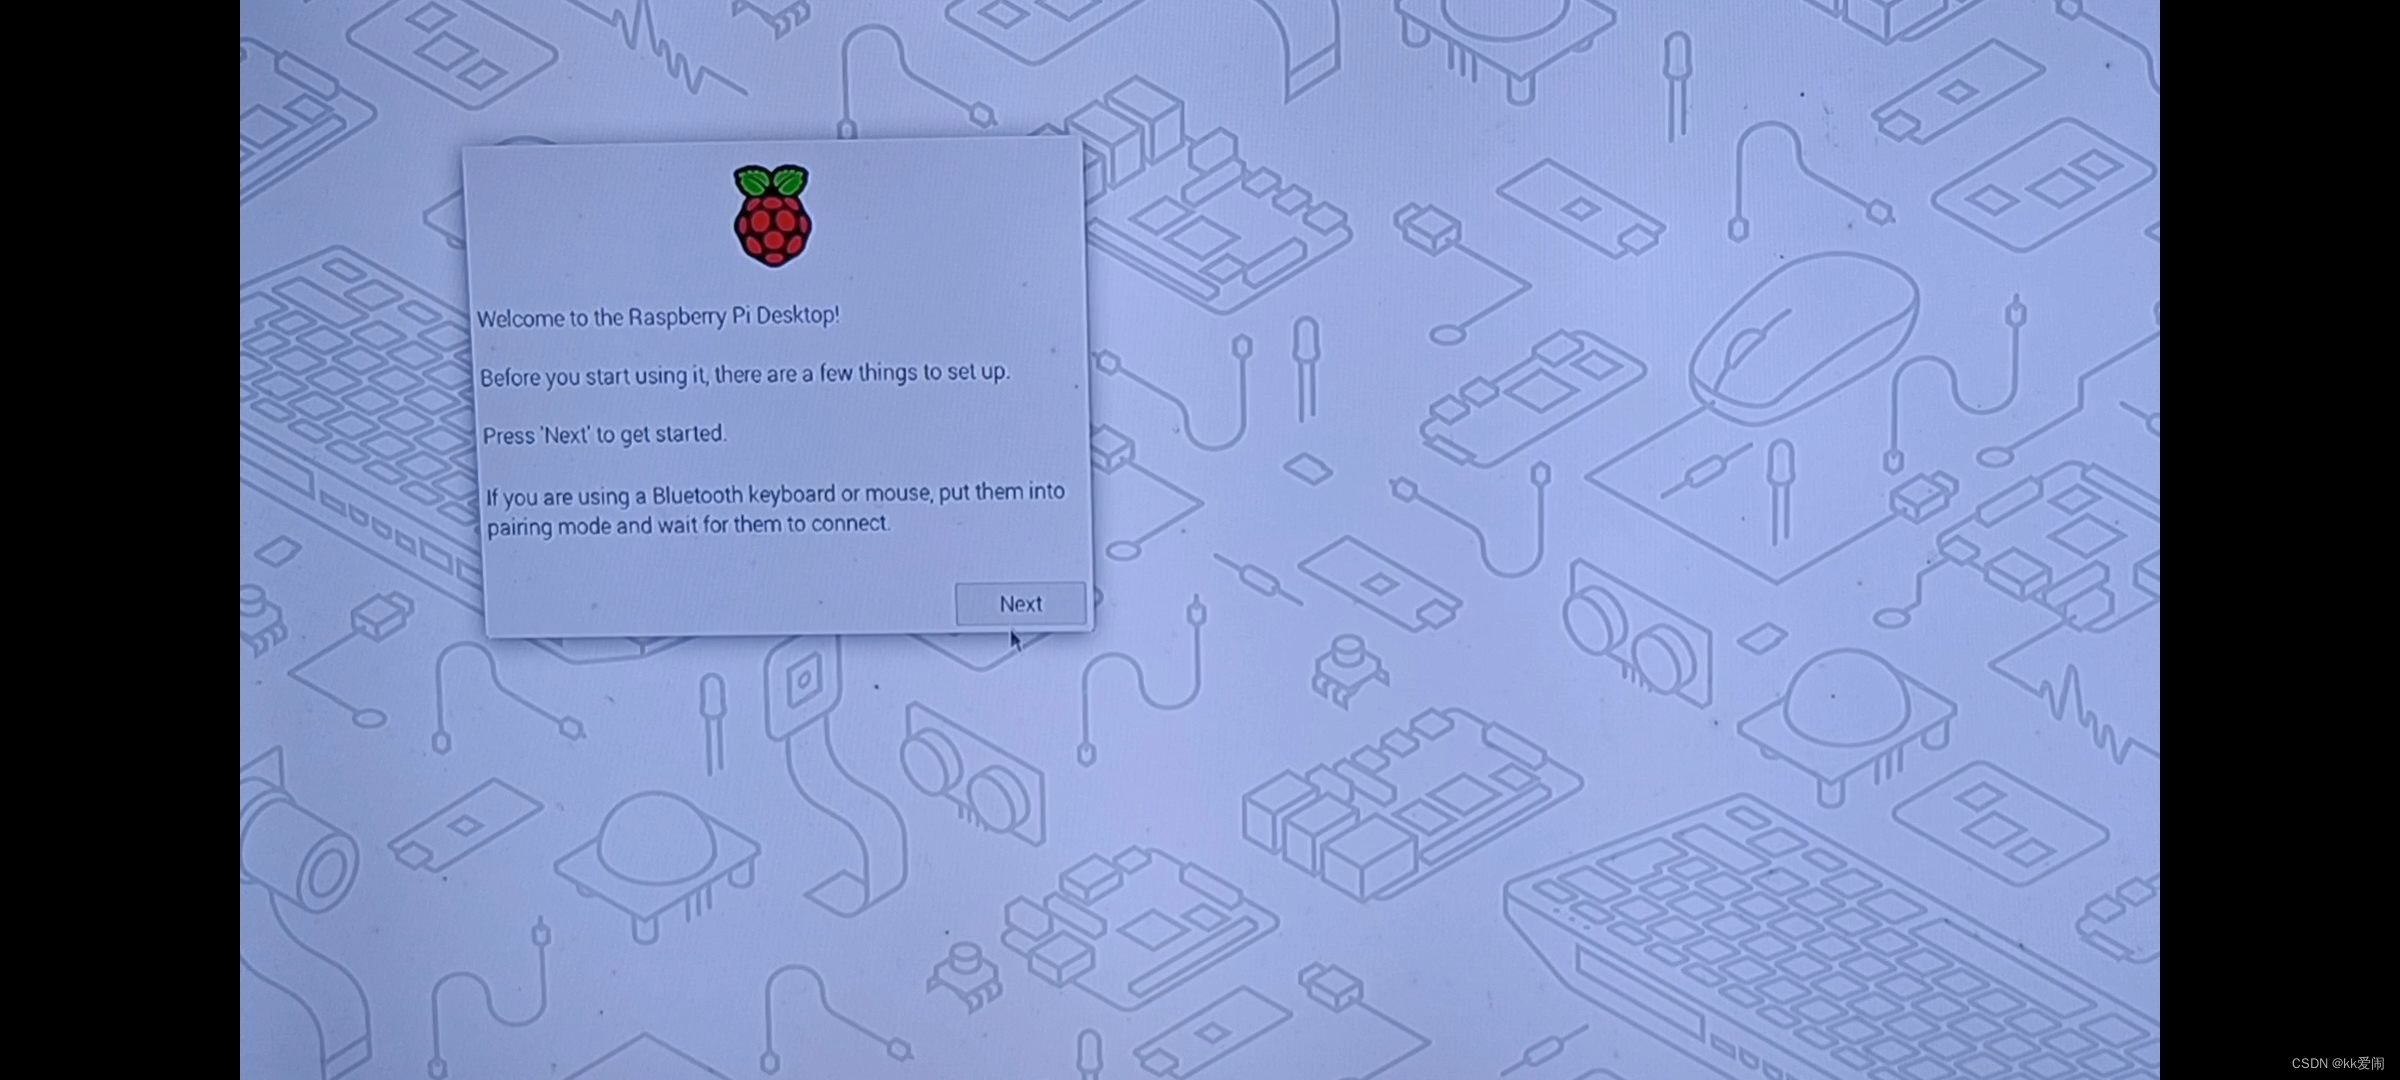 Welcome to the Raspberry Pi Desktop!
Before you start using it, there are a few things to set up.
Press 'Next' to get started.
If you are using a Bluetooth keyboard or mouse, put them into
pairing mode and wait for them to connect.
Next
CSDN @kk爱闹